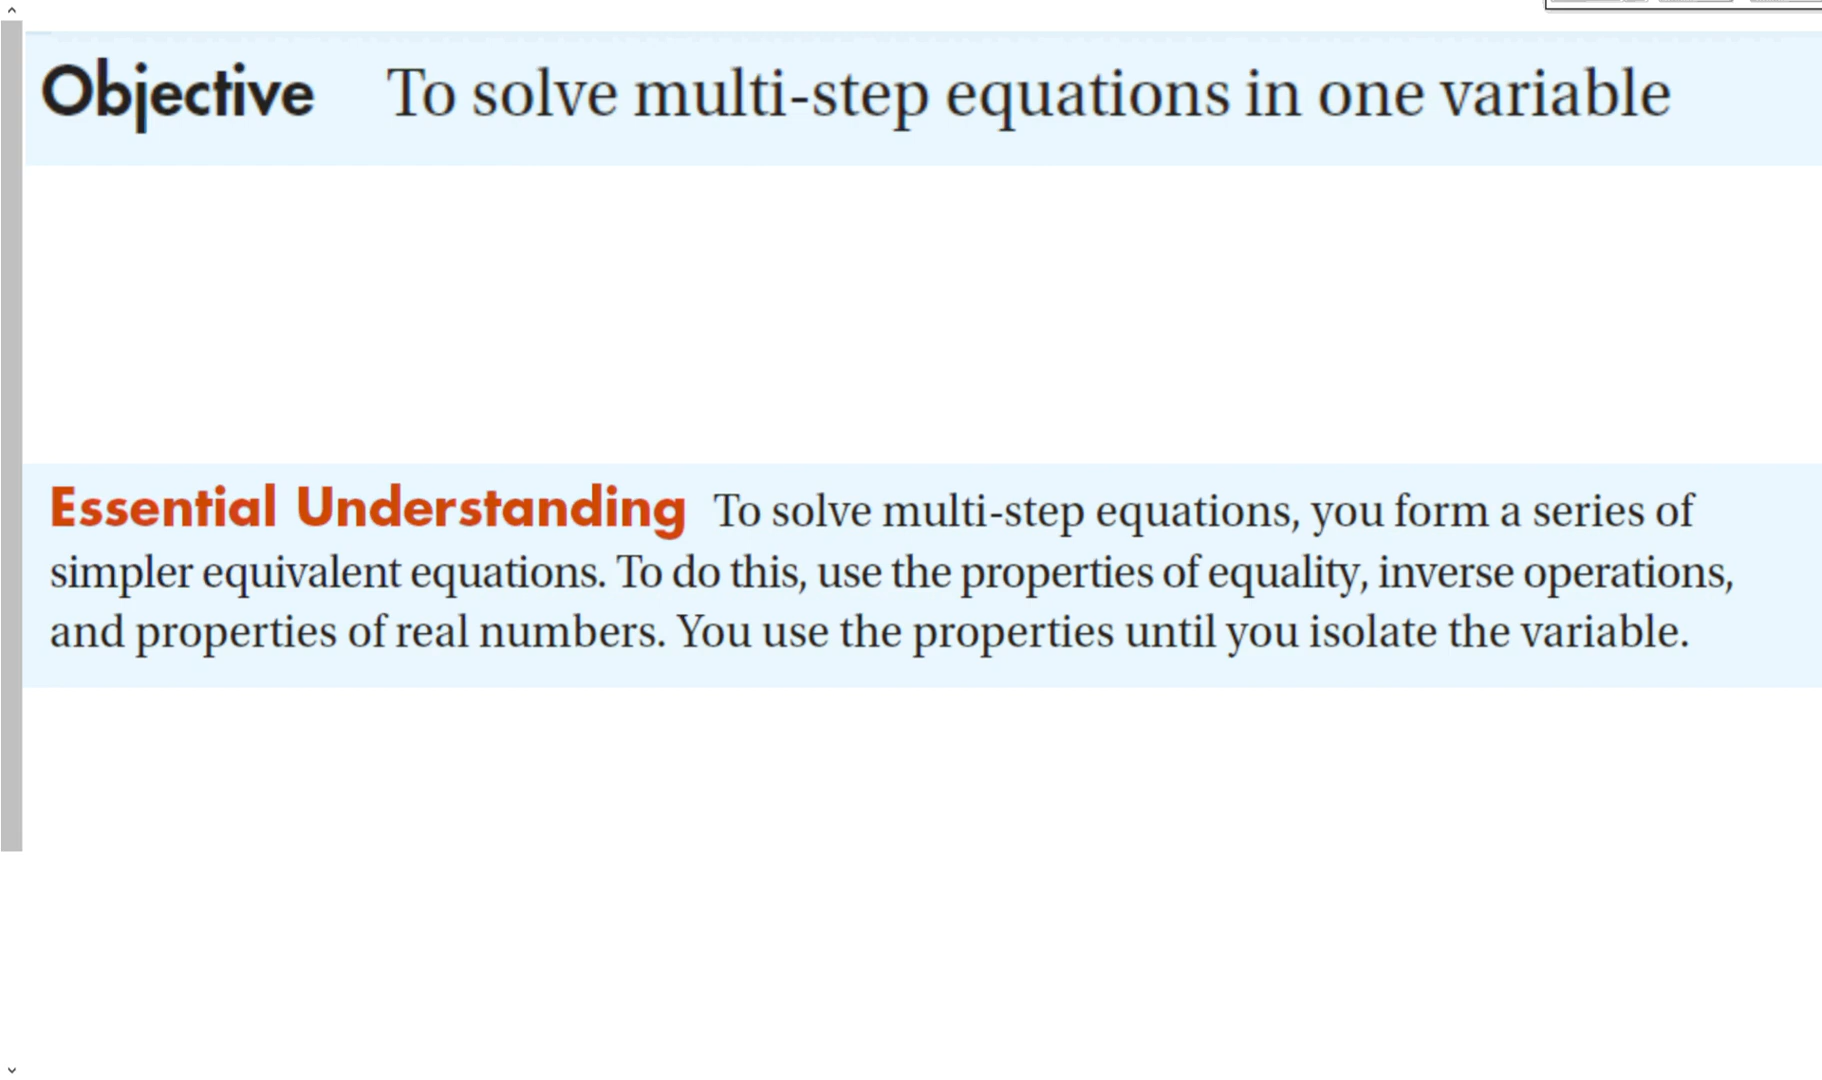 Objective To solve multi-step equations in one variable
Essential Understanding To solve multi-step equations, you form a series of
simpler equivalent equations. To do this, use the properties of equality, inverse operations,
and properties of real numbers. You use the properties until you isolate the variable.